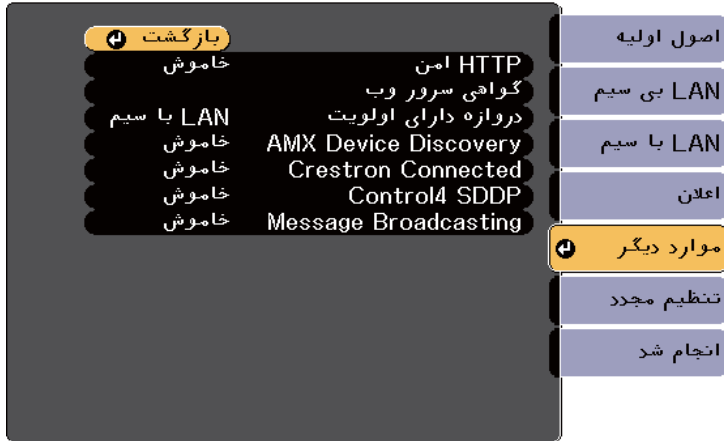 اصول اولیه
LAN بی سیم
LAN با سیم
اعلان
موارد دیگر
تنظیم مجدد
انجام شد
بازگشت
HTTP امن خاموش
گواهی سرور وب
دروازه دارای اولویت LAN با سیم
AMX Device Discovery خاموش
Crestron Connected خاموش
Control4 SDDP خاموش
Message Broadcasting خاموش